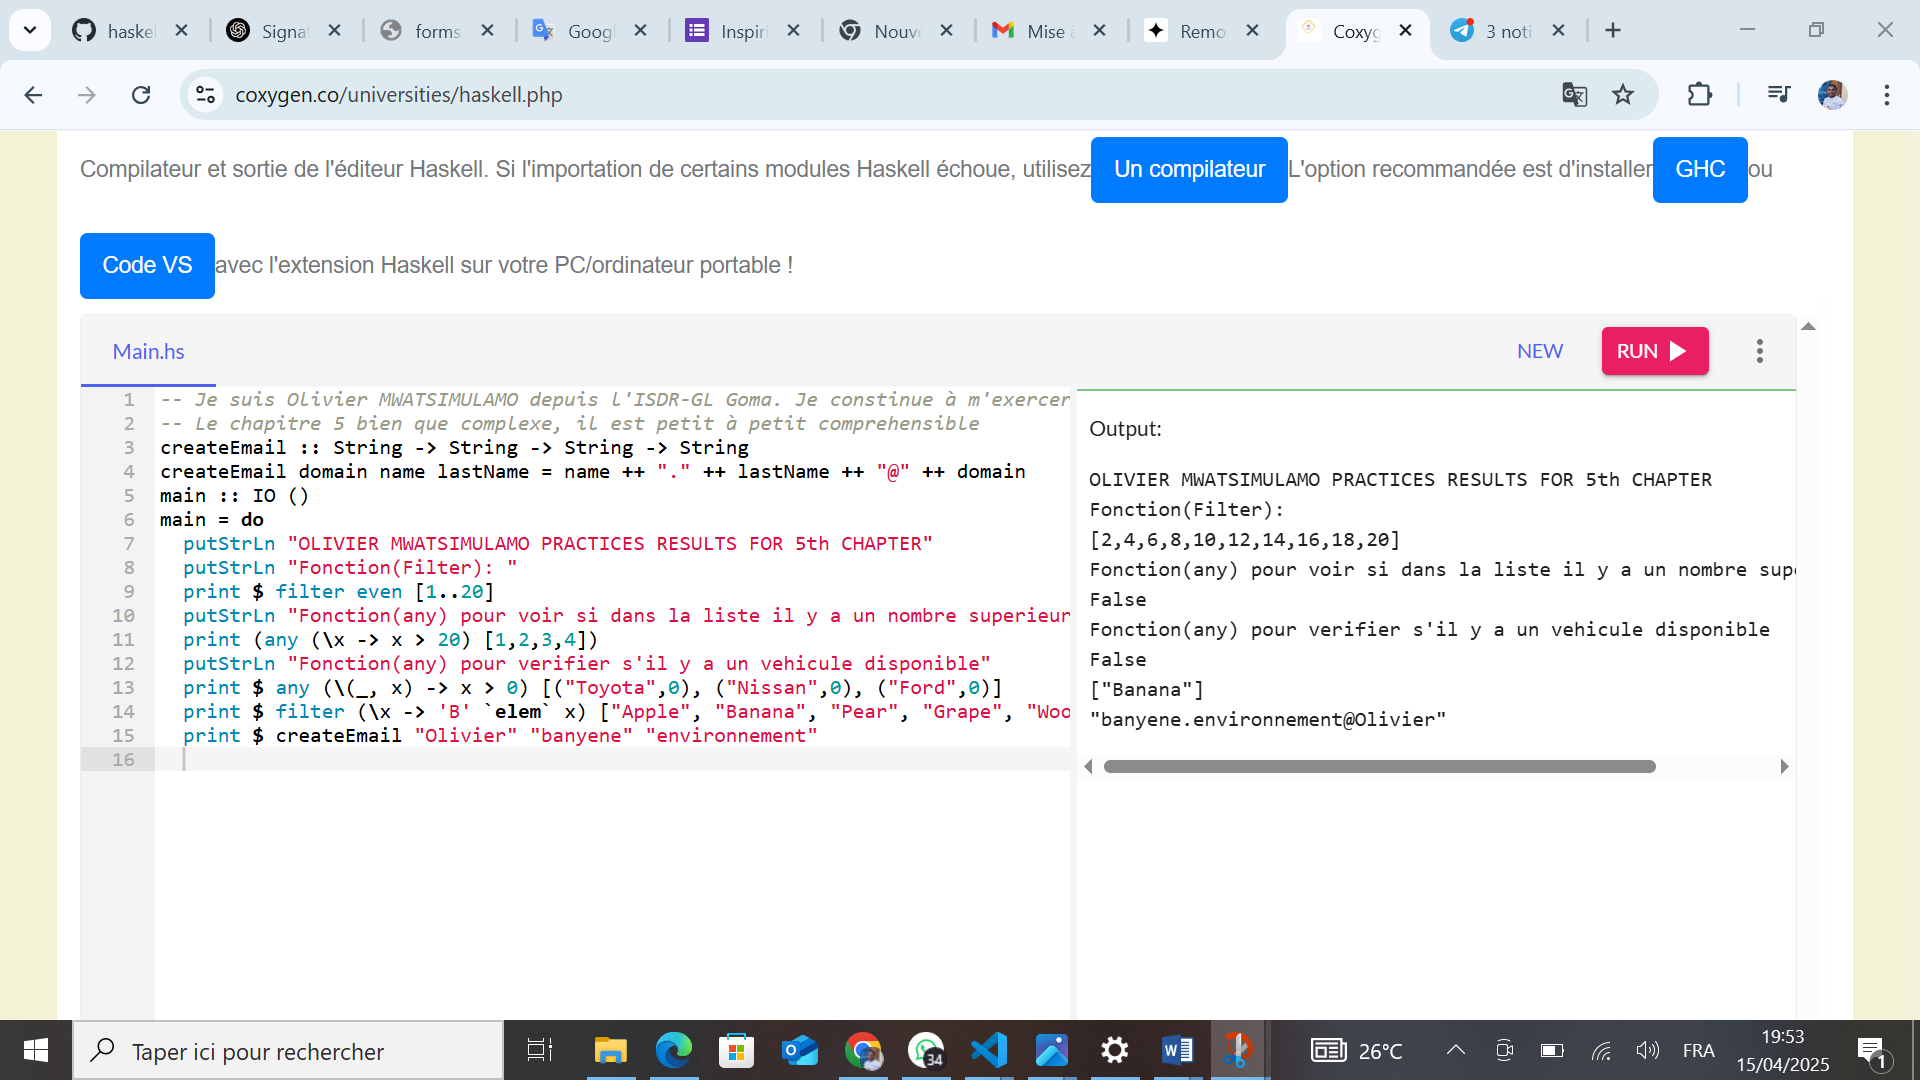 haskel
Signat
forms
Googl
Inspiri
Nouve
Mise à
Remo
Coxyg
3 noti
coxygen.co/universities/haskell.php
Compilateur et sortie de l'éditeur Haskell. Si l'importation de certains modules Haskell échoue, utilisez Un compilateur L'option recommandée est d'installer GHC ou
Code VS avec l'extension Haskell sur votre PC/ordinateur portable !
Main.hs
NEW
RUN
1 -- Je suis Olivier MWATSIMULAMO depuis l'ISDR-GL Goma. Je constinue à m'exercer
2 -- Le chapitre 5 bien que complexe, il est petit à petit comprehensible
3 createEmail :: String -> String -> String -> String
4 createEmail domain name lastName = name ++ "." ++ lastName ++ "@" ++ domain
5 main :: IO ()
6 main = do
7 putStrLn "OLIVIER MWATSIMULAMO PRACTICES RESULTS FOR 5th CHAPTER"
8 putStrLn "Fonction(Filter): "
9 print $ filter even [1..20]
10 putStrLn "Fonction(any) pour voir si dans la liste il y a un nombre superieur
11 print (any (\x -> x > 20) [1,2,3,4])
12 putStrLn "Fonction(any) pour verifier s'il y a un vehicule disponible"
13 print $ any (\(_, x) -> x > 0) [("Toyota",0), ("Nissan",0), ("Ford",0)]
14 print $ filter (\x -> 'B' `elem` x) ["Apple", "Banana", "Pear", "Grape", "Woo
15 print $ createEmail "Olivier" "banyene" "environnement"
16
Output:
OLIVIER MWATSIMULAMO PRACTICES RESULTS FOR 5th CHAPTER
Fonction(Filter):
[2,4,6,8,10,12,14,16,18,20]
Fonction(any) pour voir si dans la liste il y a un nombre supe
False
Fonction(any) pour verifier s'il y a un vehicule disponible
False
["Banana"]
"banyene.environnement@Olivier"
Taper ici pour rechercher
34
26°C
FRA
19:53
15/04/2025
1